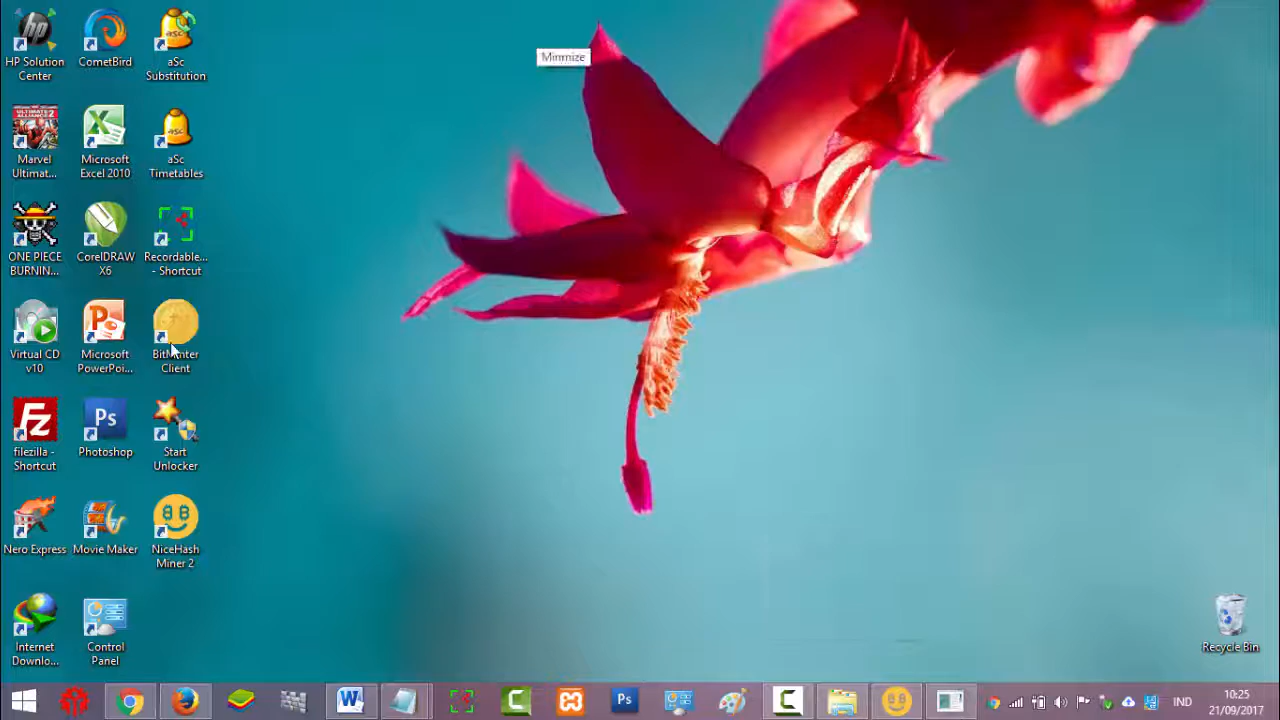 Minimize
HP Solution
Center
CometBird
aSc
Substitution
Marvel
Ultimat...
Microsoft
Excel 2010
aSc
Timetables
ONE PIECE
BURNIN...
CorelDRAW
X6
Recordable...
- Shortcut
Virtual CD
v10
Microsoft
PowerPoi...
BitMinter
Client
filezilla -
Shortcut
Photoshop
Start
Unlocker
Nero Express
Movie Maker
NiceHash
Miner 2
Internet
Downlo...
Control
Panel
Recycle Bin
IND
10:25
21/09/2017